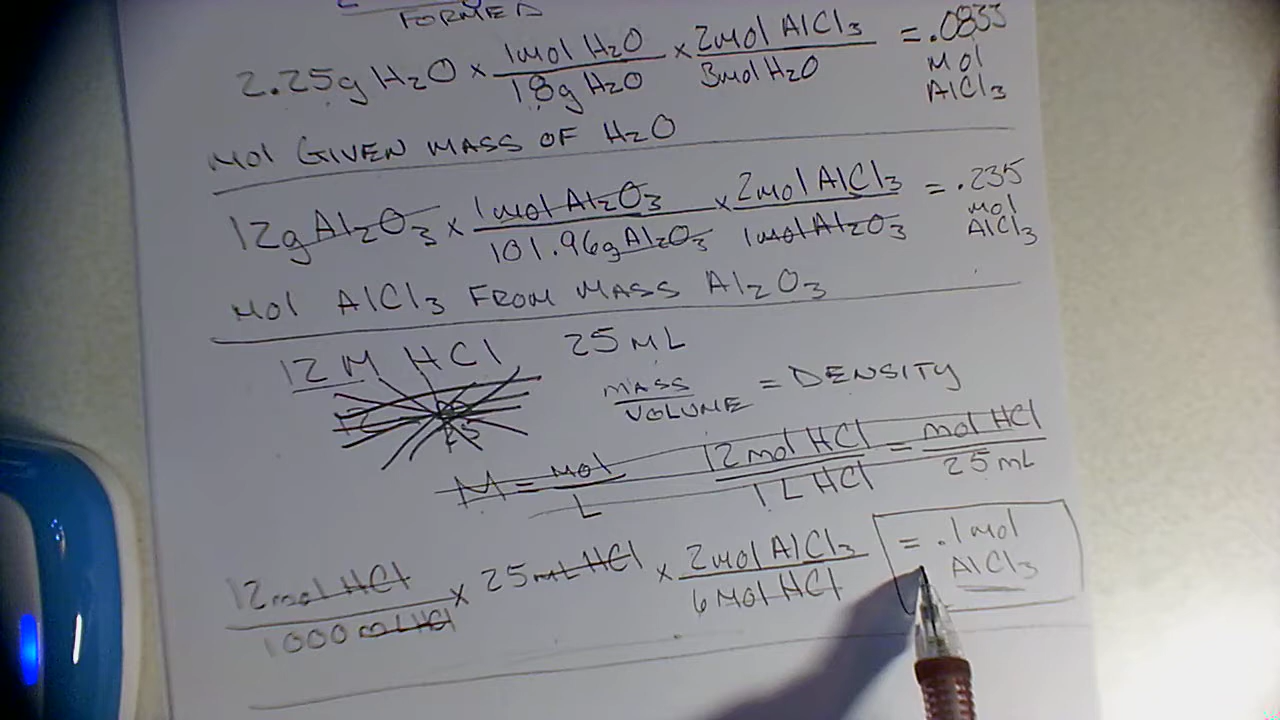 FORMED
2.25g H2O × 1mol H2O / 18g H2O × 2mol AlCl3 / 3mol H2O = .0833 mol AlCl3
mol GIVEN MASS OF H2O
12g Al2O3 × 1mol Al2O3 / 101.96g Al2O3 × 2mol AlCl3 / 1mol Al2O3 = .235 mol AlCl3
mol AlCl3 FROM MASS Al2O3
12M HCl 25mL
MASS / VOLUME = DENSITY
M = mol / L 12mol HCl / 1L HCl = mol HCl / 25mL
12mol HCl / 1000mL HCl × 25mL HCl × 2mol AlCl3 / 6mol HCl = .1mol AlCl3